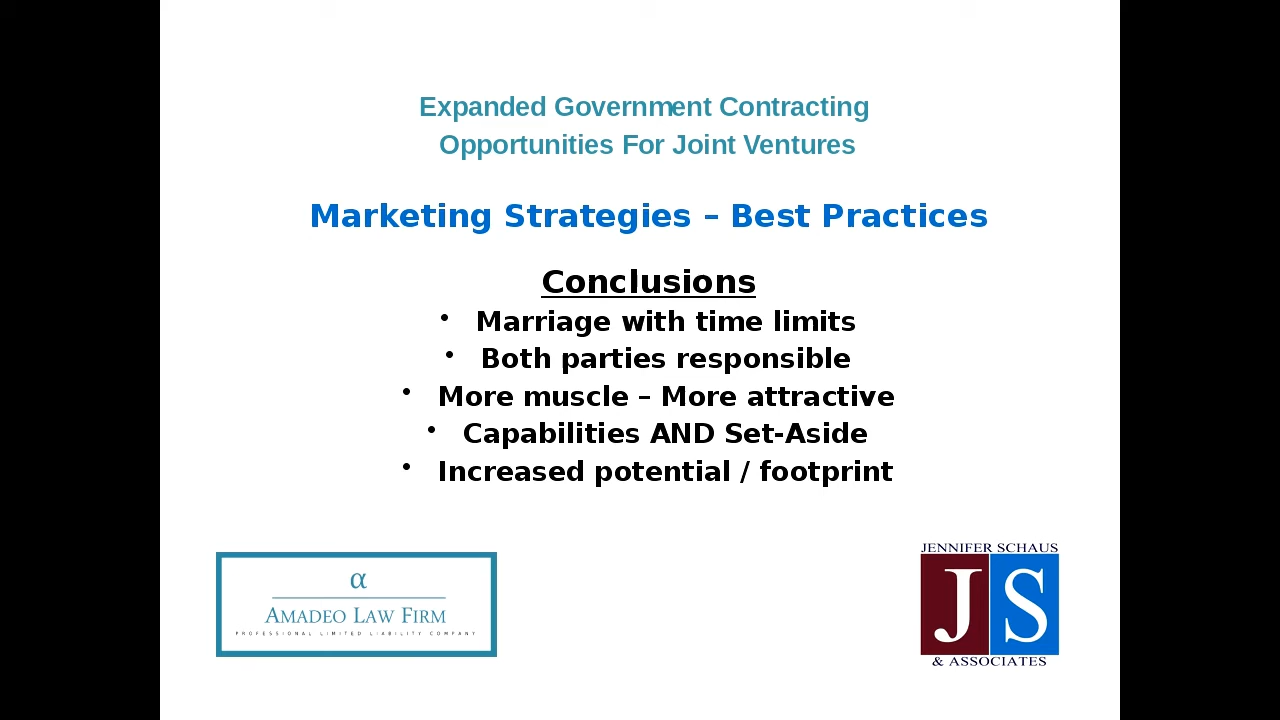 Expanded Government Contracting
Opportunities For Joint Ventures
Marketing Strategies – Best Practices
Conclusions
• Marriage with time limits
• Both parties responsible
• More muscle – More attractive
• Capabilities AND Set-Aside
• Increased potential / footprint
α
AMADEO LAW FIRM
PROFESSIONAL LIMITED LIABILITY COMPANY
JENNIFER SCHAUS
JS
& ASSOCIATES